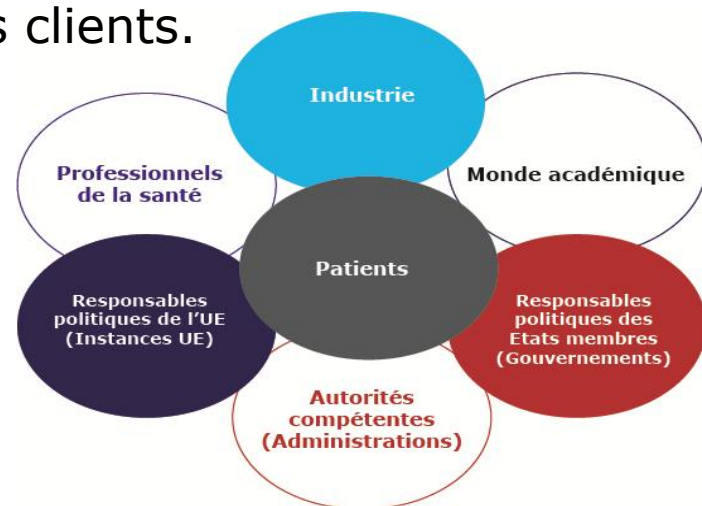 s clients.
Industrie
Professionnels
de la santé
Monde académique
Patients
Responsables
politiques de l’UE
(Instances UE)
Responsables
politiques des
Etats membres
(Gouvernements)
Autorités
compétentes
(Administrations)